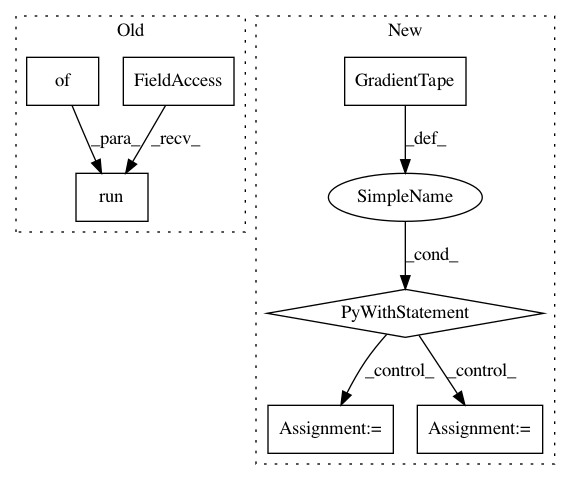 Old
New
of
FieldAccess
GradientTape
_para_
_recv_
_def_
run
SimpleName
_cond_
PyWithStatement
_control_
_control_
Assignment:=
Assignment:=